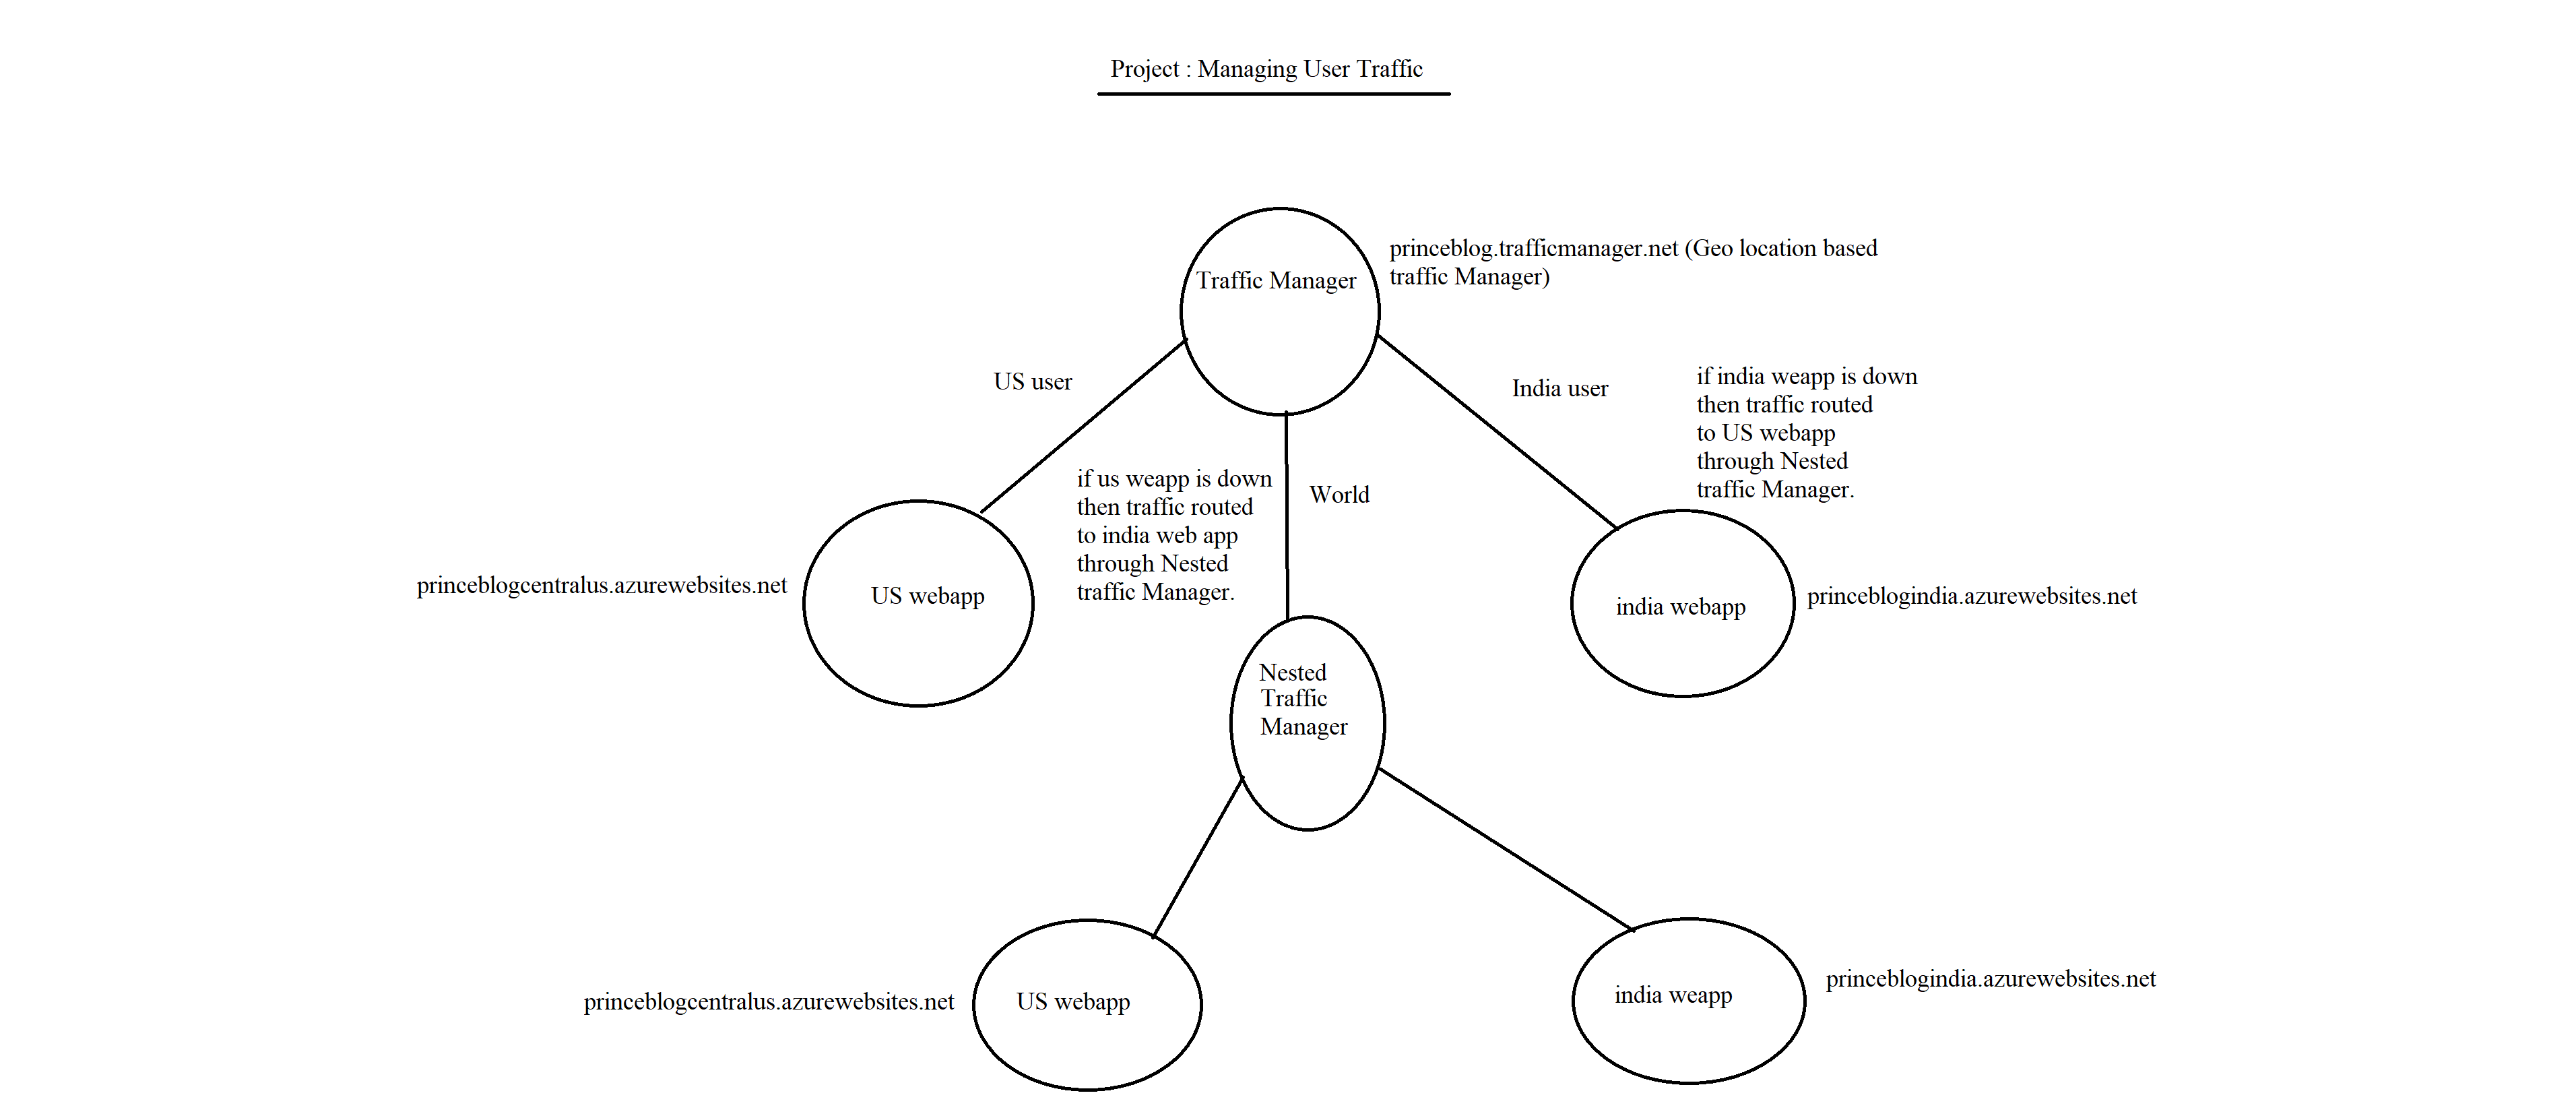 Project : Managing User Traffic
Traffic Manager
princeblog.trafficmanager.net (Geo location based
traffic Manager)
US user
India user
if india weapp is down
then traffic routed
to US webapp
through Nested
traffic Manager.
if us weapp is down
then traffic routed
to india web app
through Nested
traffic Manager.
World
princeblogcentralus.azurewebsites.net
US webapp
india webapp
princeblogindia.azurewebsites.net
Nested
Traffic
Manager
princeblogcentralus.azurewebsites.net
US webapp
india weapp
princeblogindia.azurewebsites.net